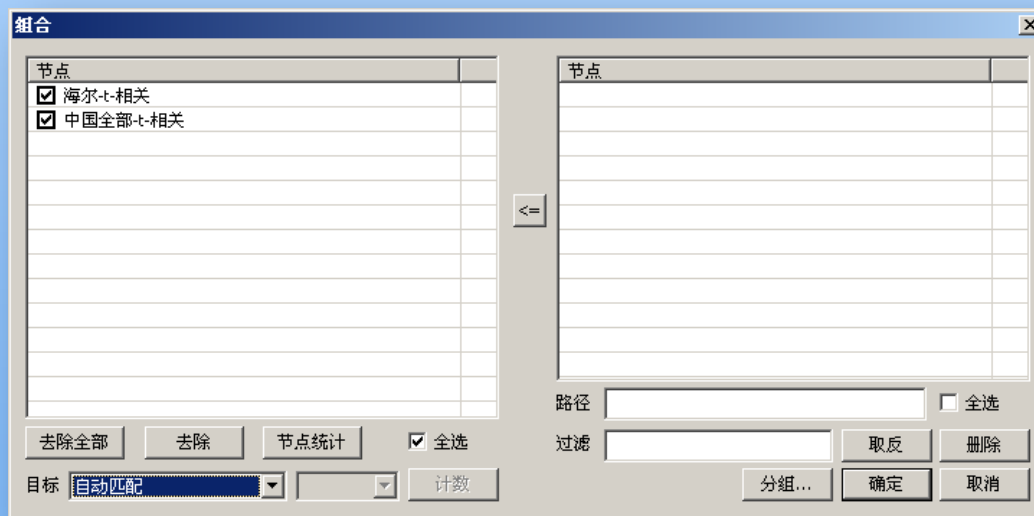 组合
节点
海尔-t-相关
中国全部-t-相关
<=
节点
路径 全选
去除全部 去除 节点统计 全选
过滤 取反 删除
目标 自动匹配 计数
分组... 确定 取消